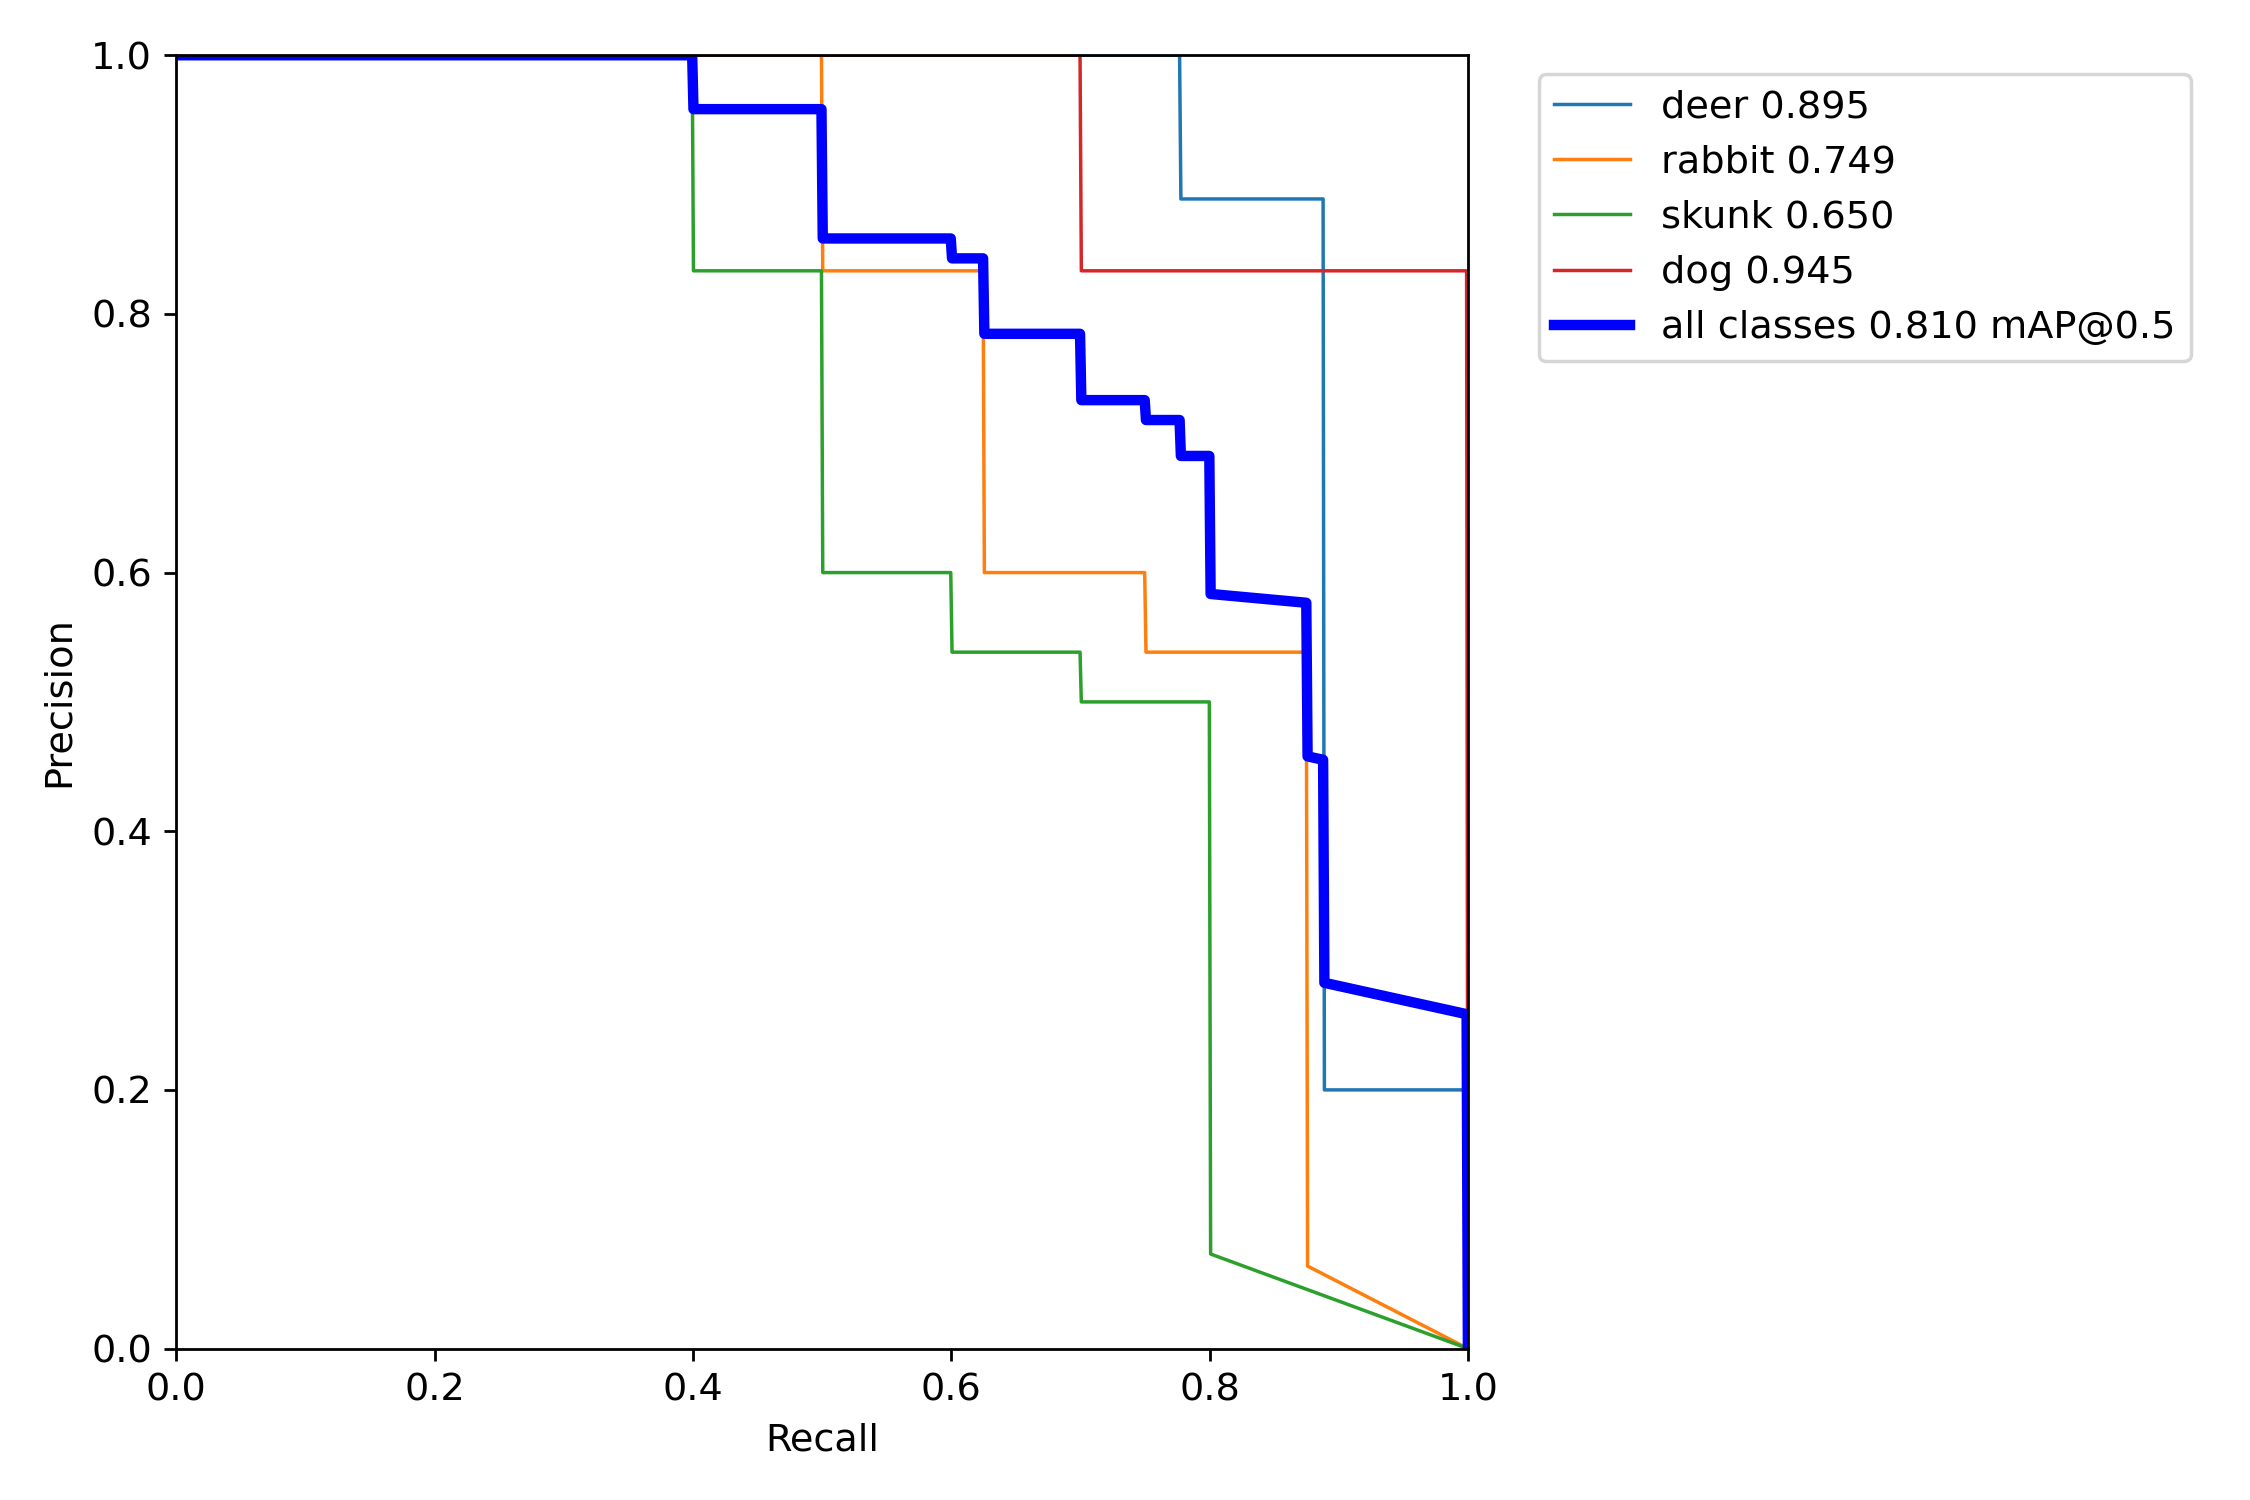 1.0
0.8
0.6
0.4
0.2
0.0
0.0 0.2 0.4 0.6 0.8 1.0
Precision
Recall
deer 0.895
rabbit 0.749
skunk 0.650
dog 0.945
all classes 0.810 mAP@0.5